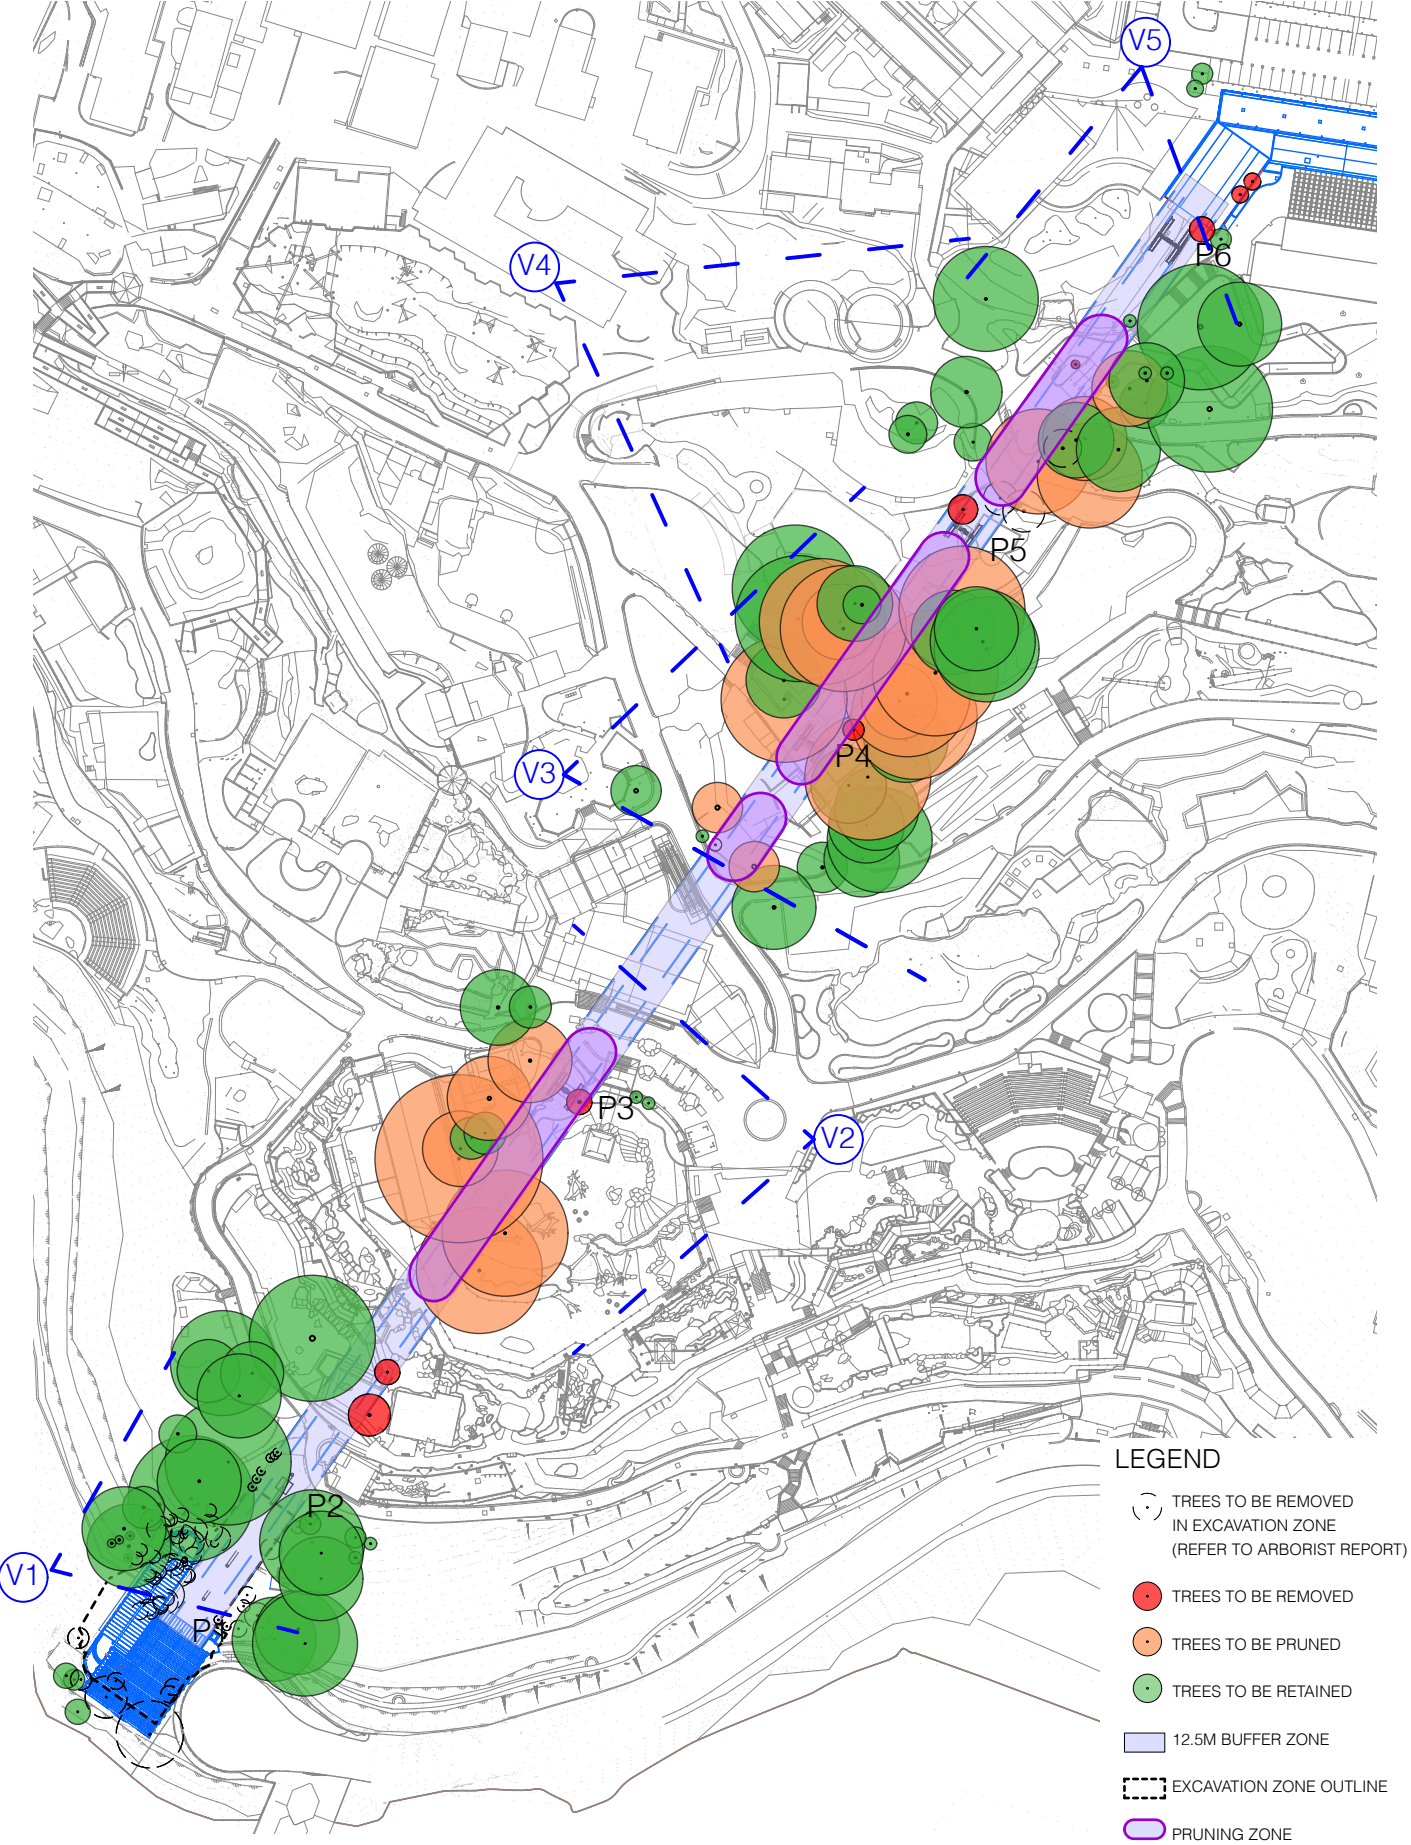 V5
V4
P6
P5
P4
V3
P3
V2
P2
V1
P1
LEGEND
TREES TO BE REMOVED
IN EXCAVATION ZONE
(REFER TO ARBORIST REPORT)
TREES TO BE REMOVED
TREES TO BE PRUNED
TREES TO BE RETAINED
12.5M BUFFER ZONE
EXCAVATION ZONE OUTLINE
PRUNING ZONE